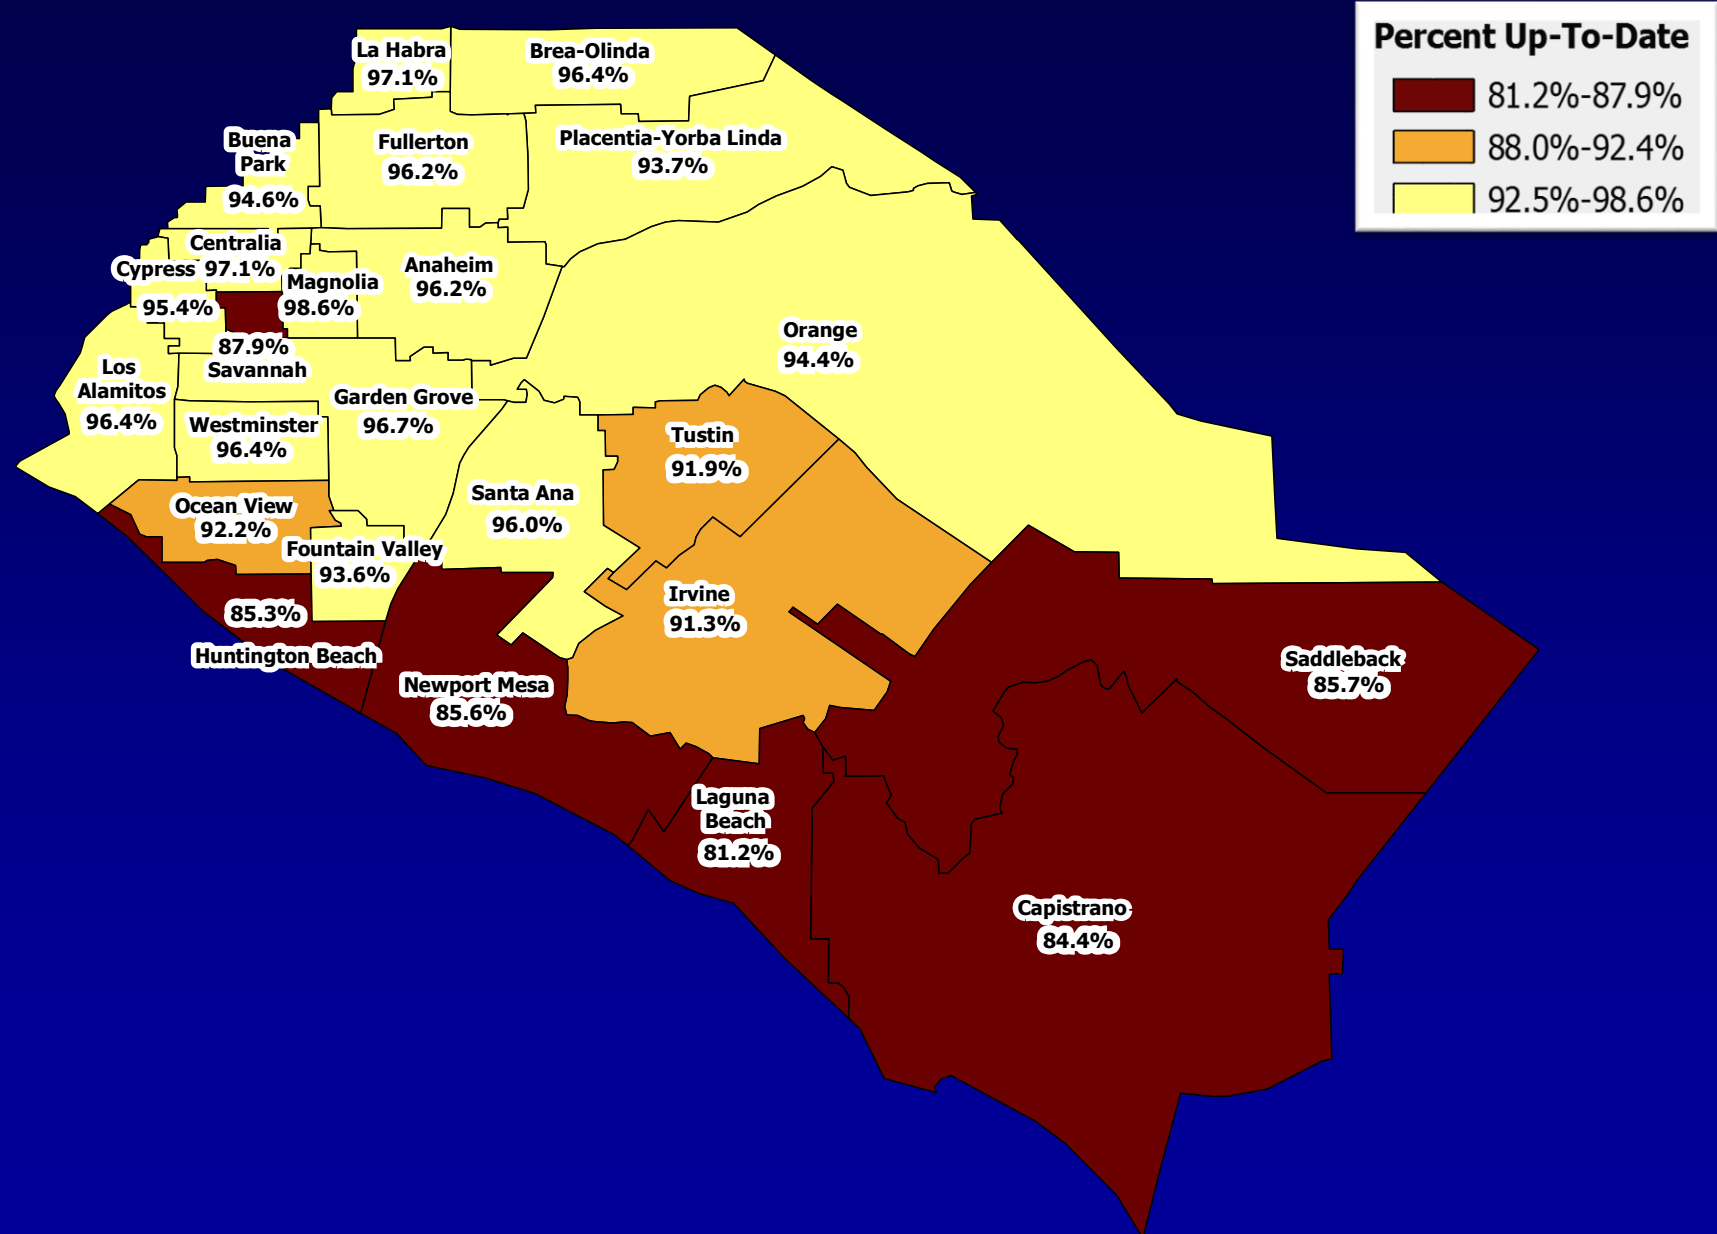 Percent Up-To-Date
81.2%-87.9%
88.0%-92.4%
92.5%-98.6%
La Habra
97.1%
Brea-Olinda
96.4%
Buena
Park
94.6%
Fullerton
96.2%
Placentia-Yorba Linda
93.7%
Centralia
97.1%
Cypress
95.4%
Magnolia
98.6%
Anaheim
96.2%
Orange
94.4%
87.9%
Savannah
Los
Alamitos
96.4%
Garden Grove
96.7%
Westminster
96.4%
Tustin
91.9%
Santa Ana
96.0%
Ocean View
92.2%
Fountain Valley
93.6%
Irvine
91.3%
85.3%
Huntington Beach
Newport Mesa
85.6%
Saddleback
85.7%
Laguna
Beach
81.2%
Capistrano
84.4%